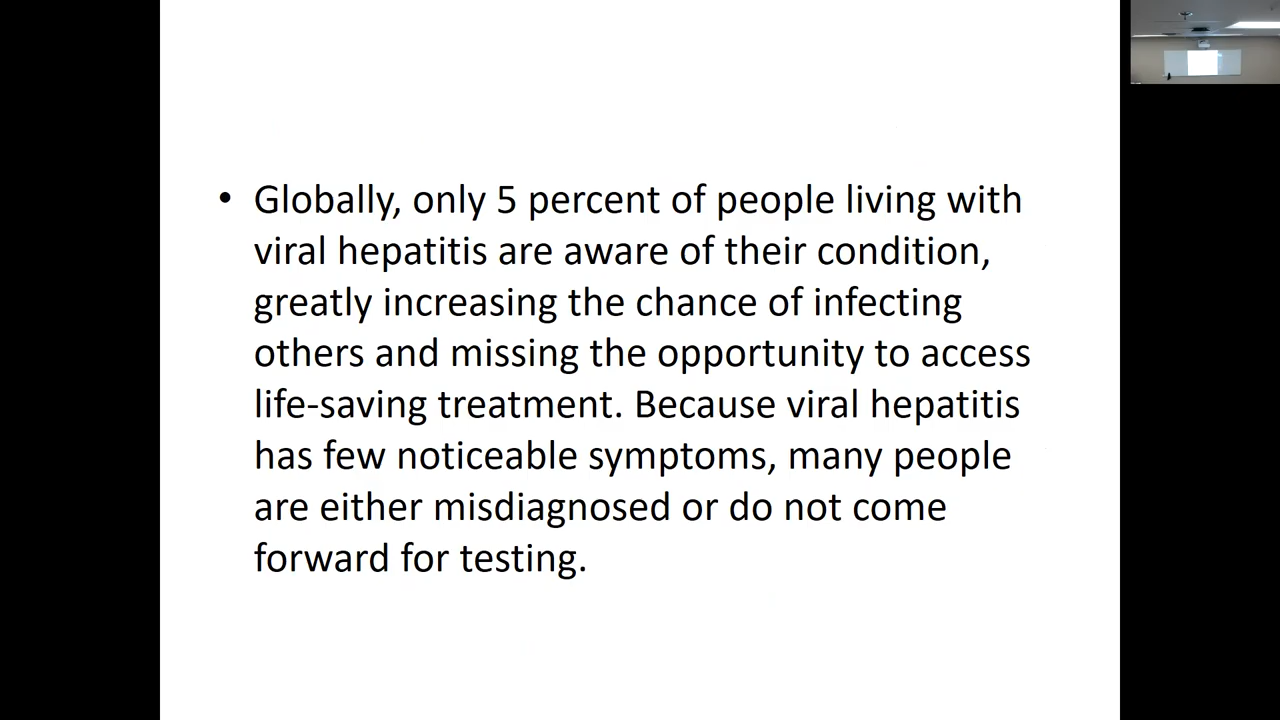 • Globally, only 5 percent of people living with
viral hepatitis are aware of their condition,
greatly increasing the chance of infecting
others and missing the opportunity to access
life-saving treatment. Because viral hepatitis
has few noticeable symptoms, many people
are either misdiagnosed or do not come
forward for testing.